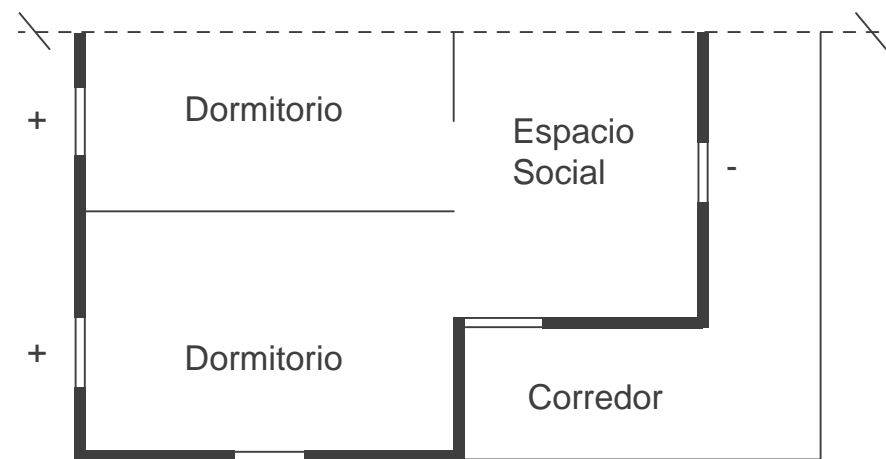 Dormitorio
+
Espacio
Social
-
+
Dormitorio
Corredor